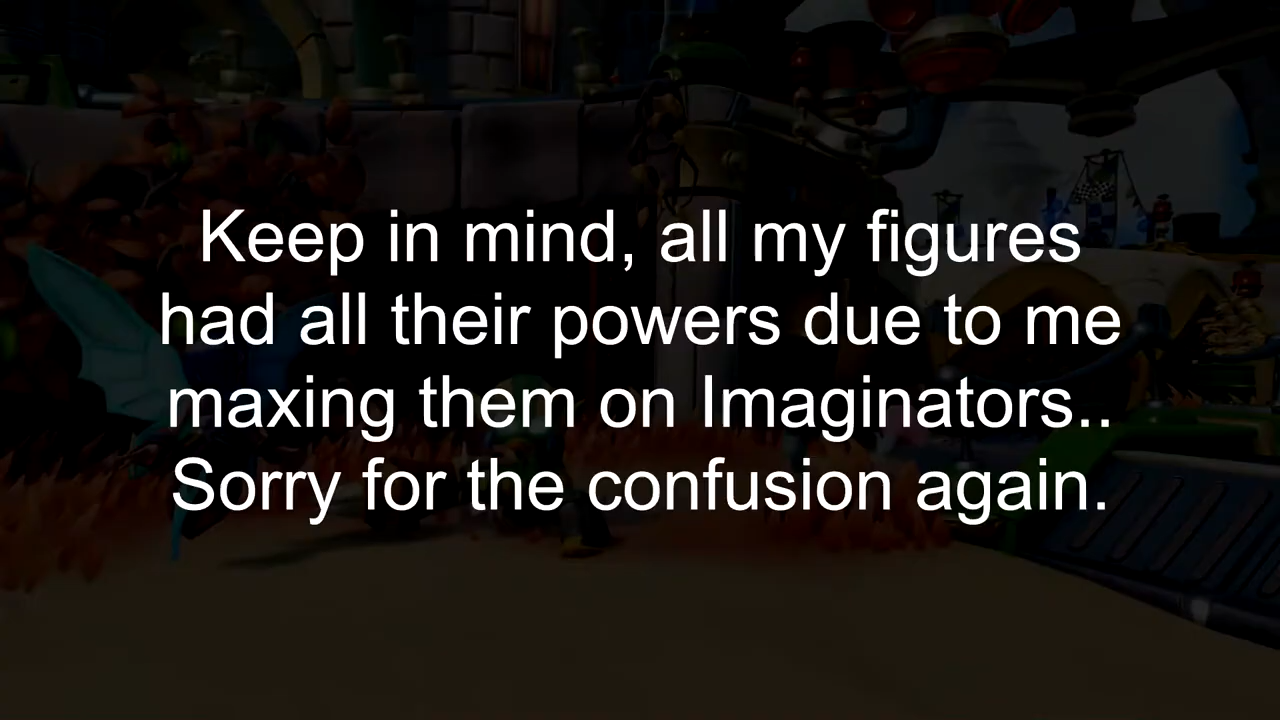 Keep in mind, all my figures
had all their powers due to me
maxing them on Imaginators..
Sorry for the confusion again.